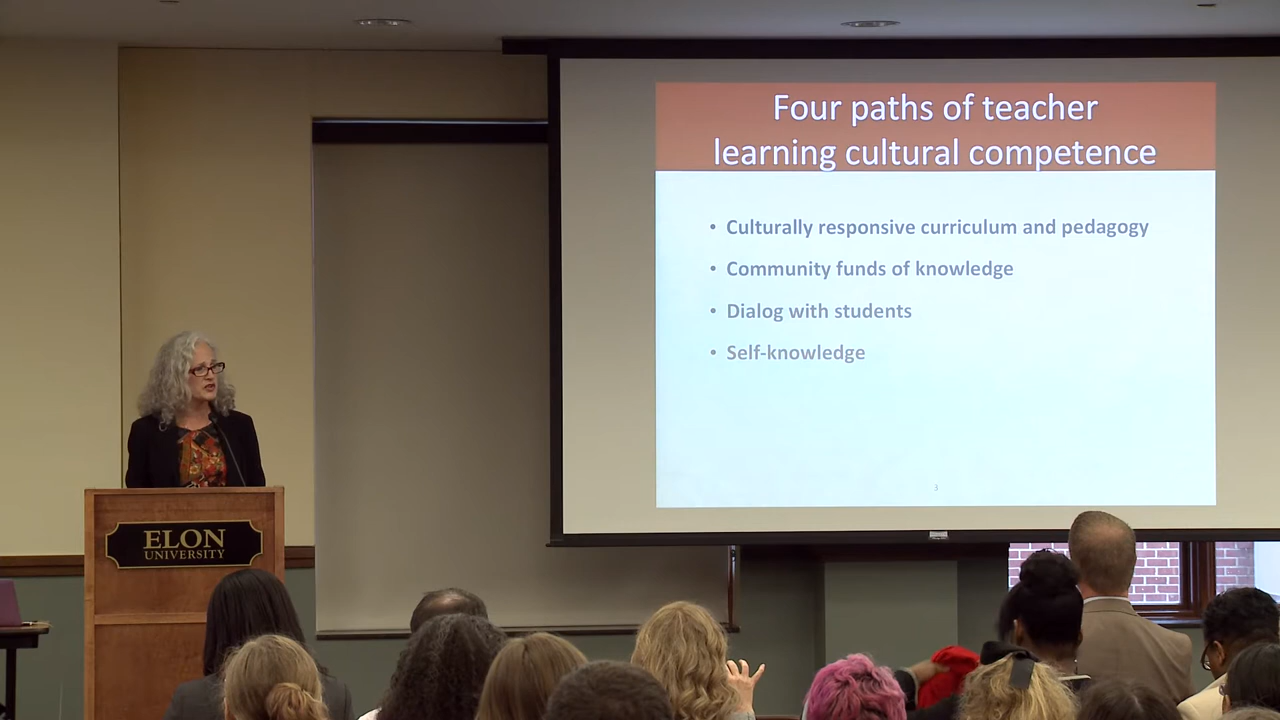 Four paths of teacher
learning cultural competence
• Culturally responsive curriculum and pedagogy
• Community funds of knowledge
• Dialog with students
• Self-knowledge
3
ELON
UNIVERSITY